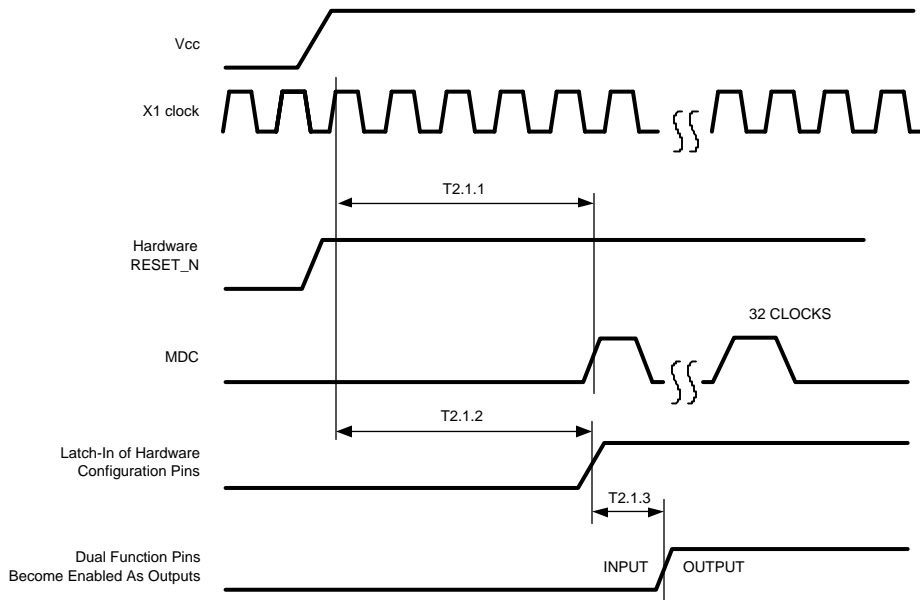 Vcc
X1 clock
T2.1.1
Hardware
RESET_N
32 CLOCKS
MDC
T2.1.2
Latch-In of Hardware
Configuration Pins
T2.1.3
Dual Function Pins
Become Enabled As Outputs
INPUT
OUTPUT